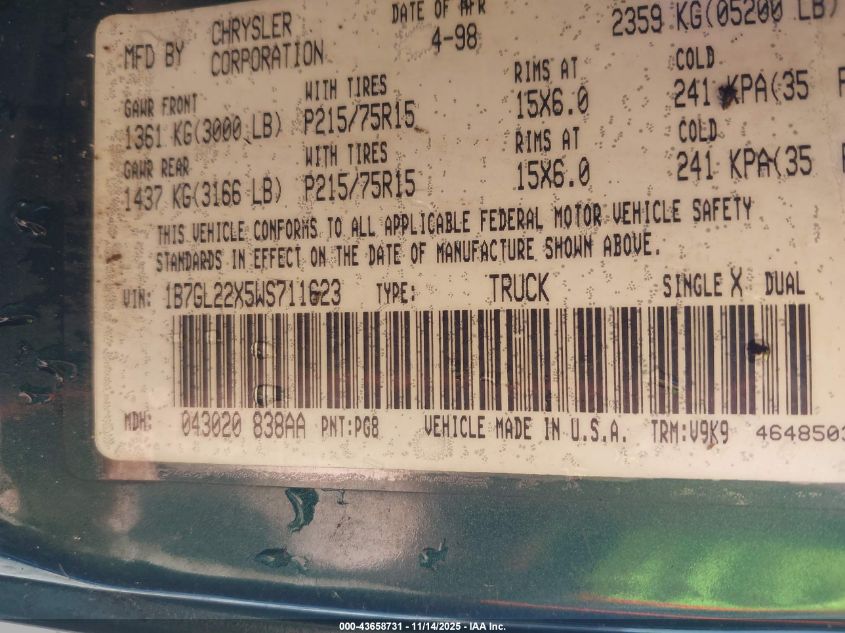 MFD BY CHRYSLER CORPORATION DATE OF MFR 4-98 2359 KG(05200 LB)
GAWR FRONT WITH TIRES RIMS AT COLD
1361 KG(3000 LB) P215/75R15 15X6.0 241 KPA(35
GAWR REAR WITH TIRES RIMS AT COLD
1437 KG(3166 LB) P215/75R15 15X6.0 241 KPA(35
THIS VEHICLE CONFORMS TO ALL APPLICABLE FEDERAL MOTOR VEHICLE SAFETY
STANDARDS IN EFFECT ON THE DATE OF MANUFACTURE SHOWN ABOVE.
VIN: 1B7GL22X5WS711623 TYPE: TRUCK SINGLE X DUAL
MDH: 043020 838AA PNT:PG8 VEHICLE MADE IN U.S.A. TRM:V9K9 4648503
000-43658731 - 11/14/2025 - IAA Inc.